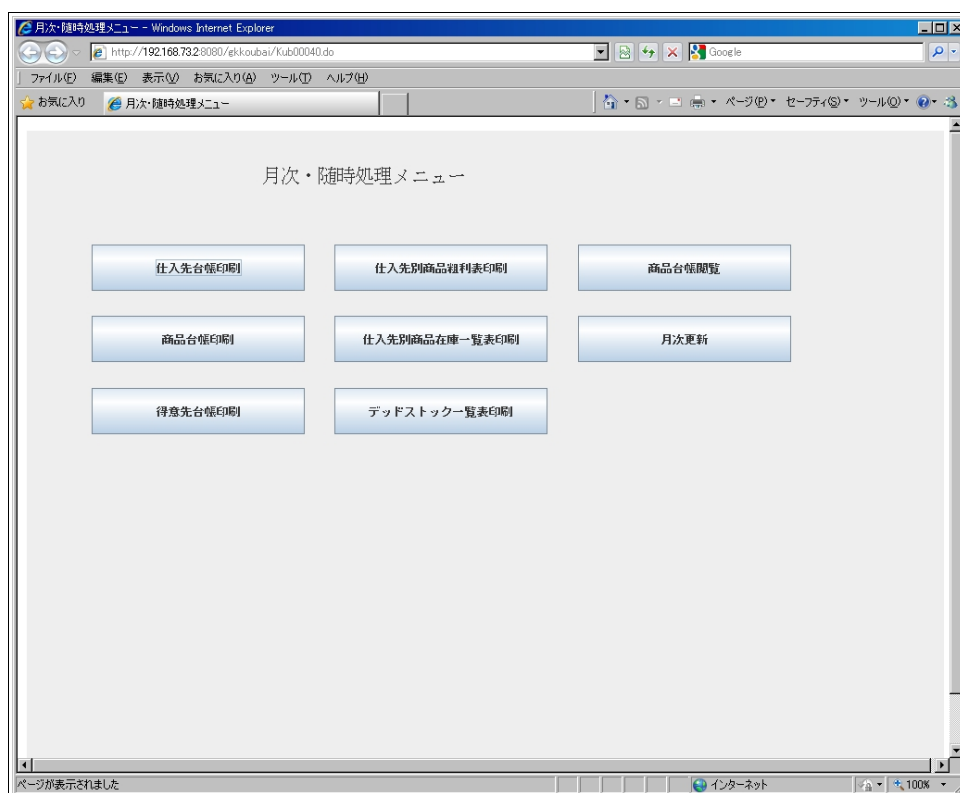 月次・随時処理メニュー - Windows Internet Explorer
http://192.168.73.2:8080/gkkoubai/Kub00040.do
Google
ファイル(F) 編集(E) 表示(V) お気に入り(A) ツール(T) ヘルプ(H)
お気に入り 月次・随時処理メニュー ページ(P) セーフティ(S) ツール(O)
月次・随時処理メニュー
仕入先台帳印刷 仕入先別商品粗利表印刷 商品台帳閲覧
商品台帳印刷 仕入先別商品在庫一覧表印刷 月次更新
得意先台帳印刷 デッドストック一覧表印刷
ページが表示されました インターネット 100%